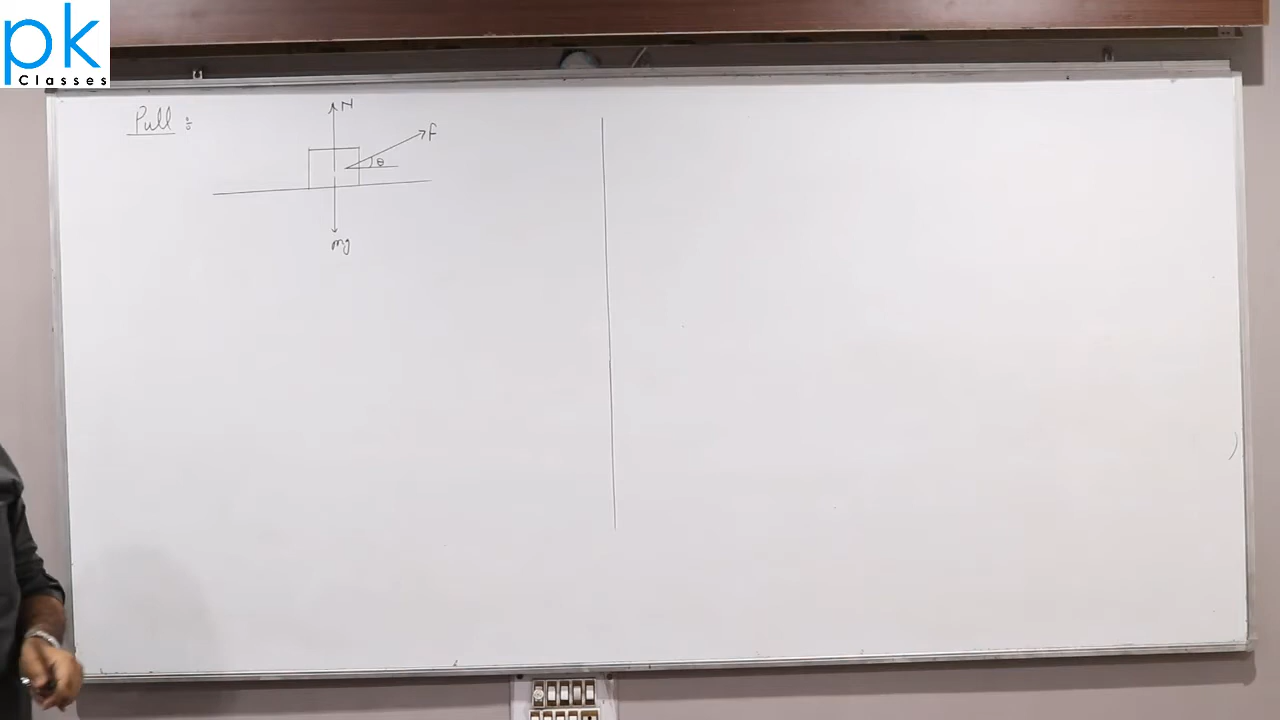 pk
Classes
Pull :
N
F
θ
mg